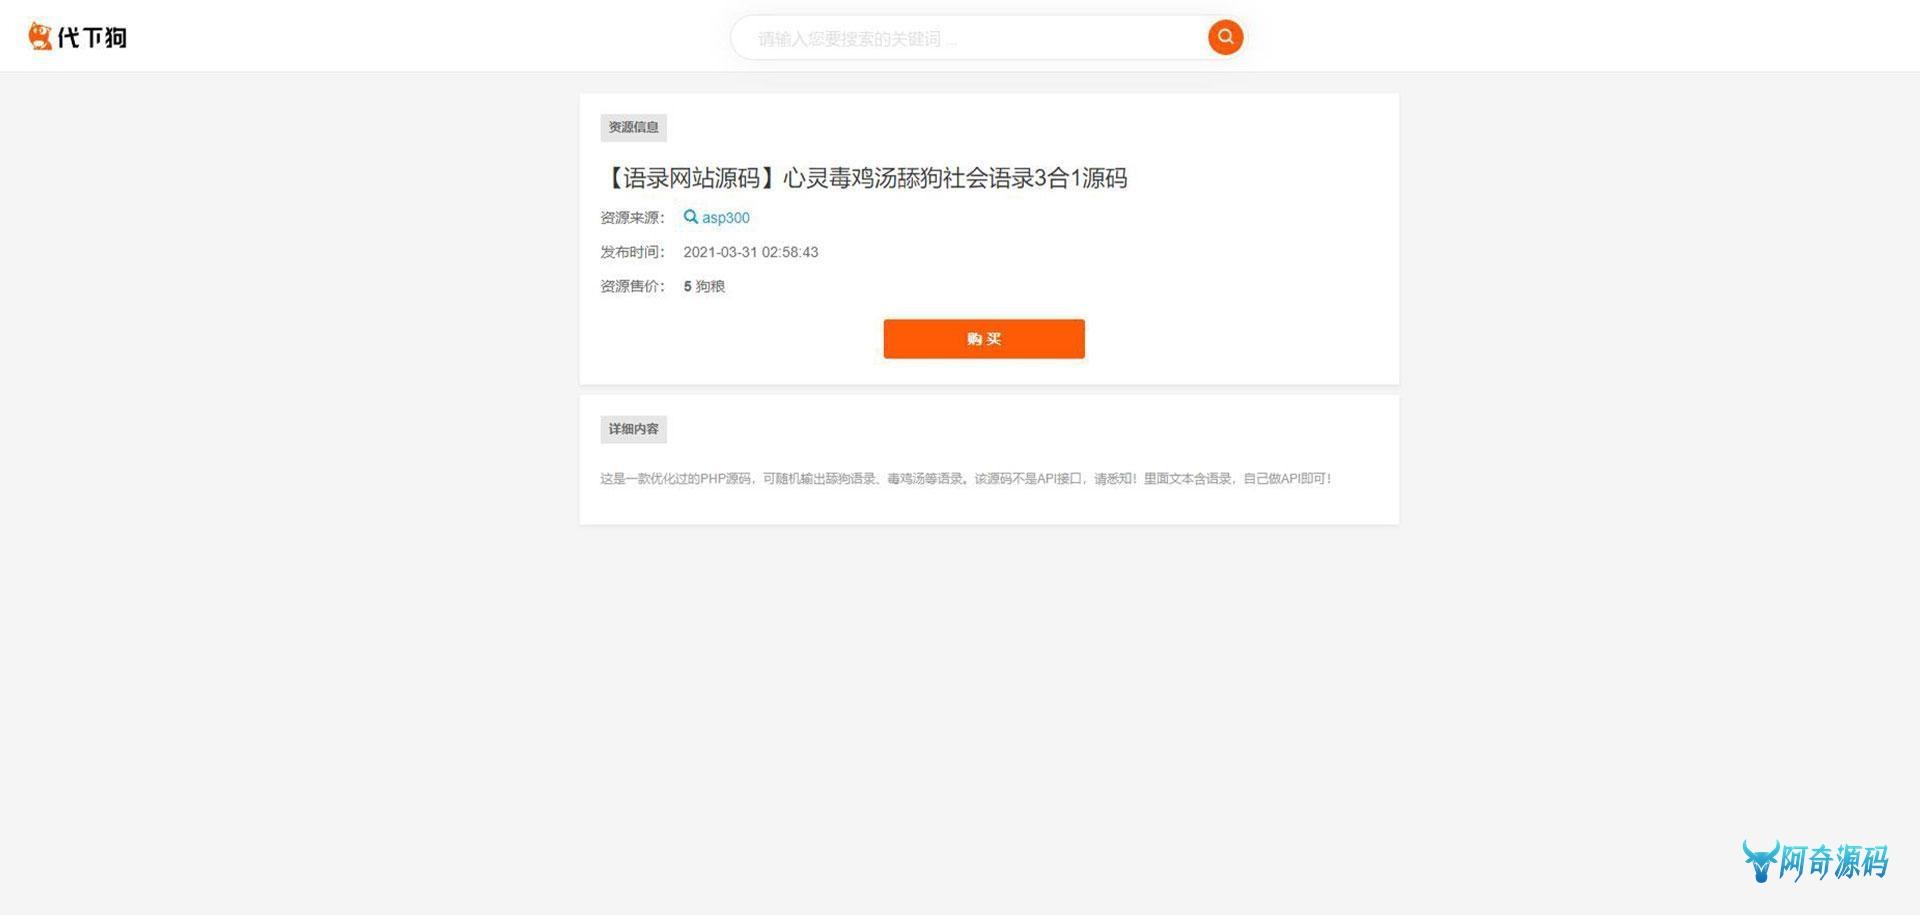 代下狗
请输入您要搜索的关键词 ...
资源信息
【语录网站源码】心灵毒鸡汤舔狗社会语录3合1源码
资源来源： asp300
发布时间： 2021-03-31 02:58:43
资源售价： 5 狗粮
购 买
详细内容
这是一款优化过的PHP源码，可随机输出舔狗语录、毒鸡汤等语录。该源码不是API接口，请悉知！里面文本含语录，自己做API即可！
阿奇源码